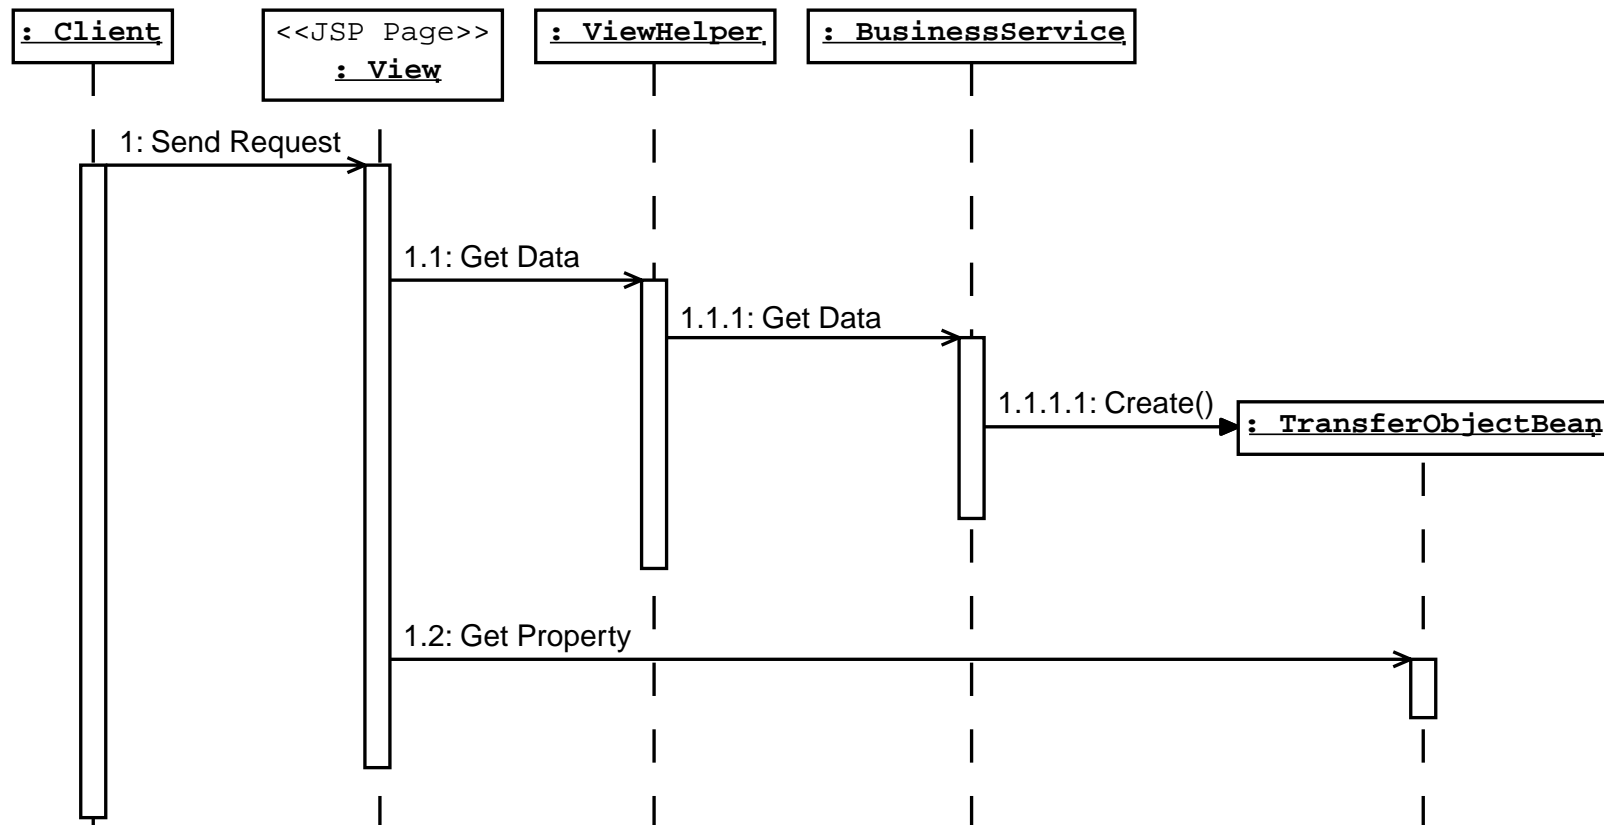 : Client
<<JSP Page>>
: View
: ViewHelper
: BusinessService
1: Send Request
1.1: Get Data
1.1.1: Get Data
1.1.1.1: Create()
: TransferObjectBean
1.2: Get Property